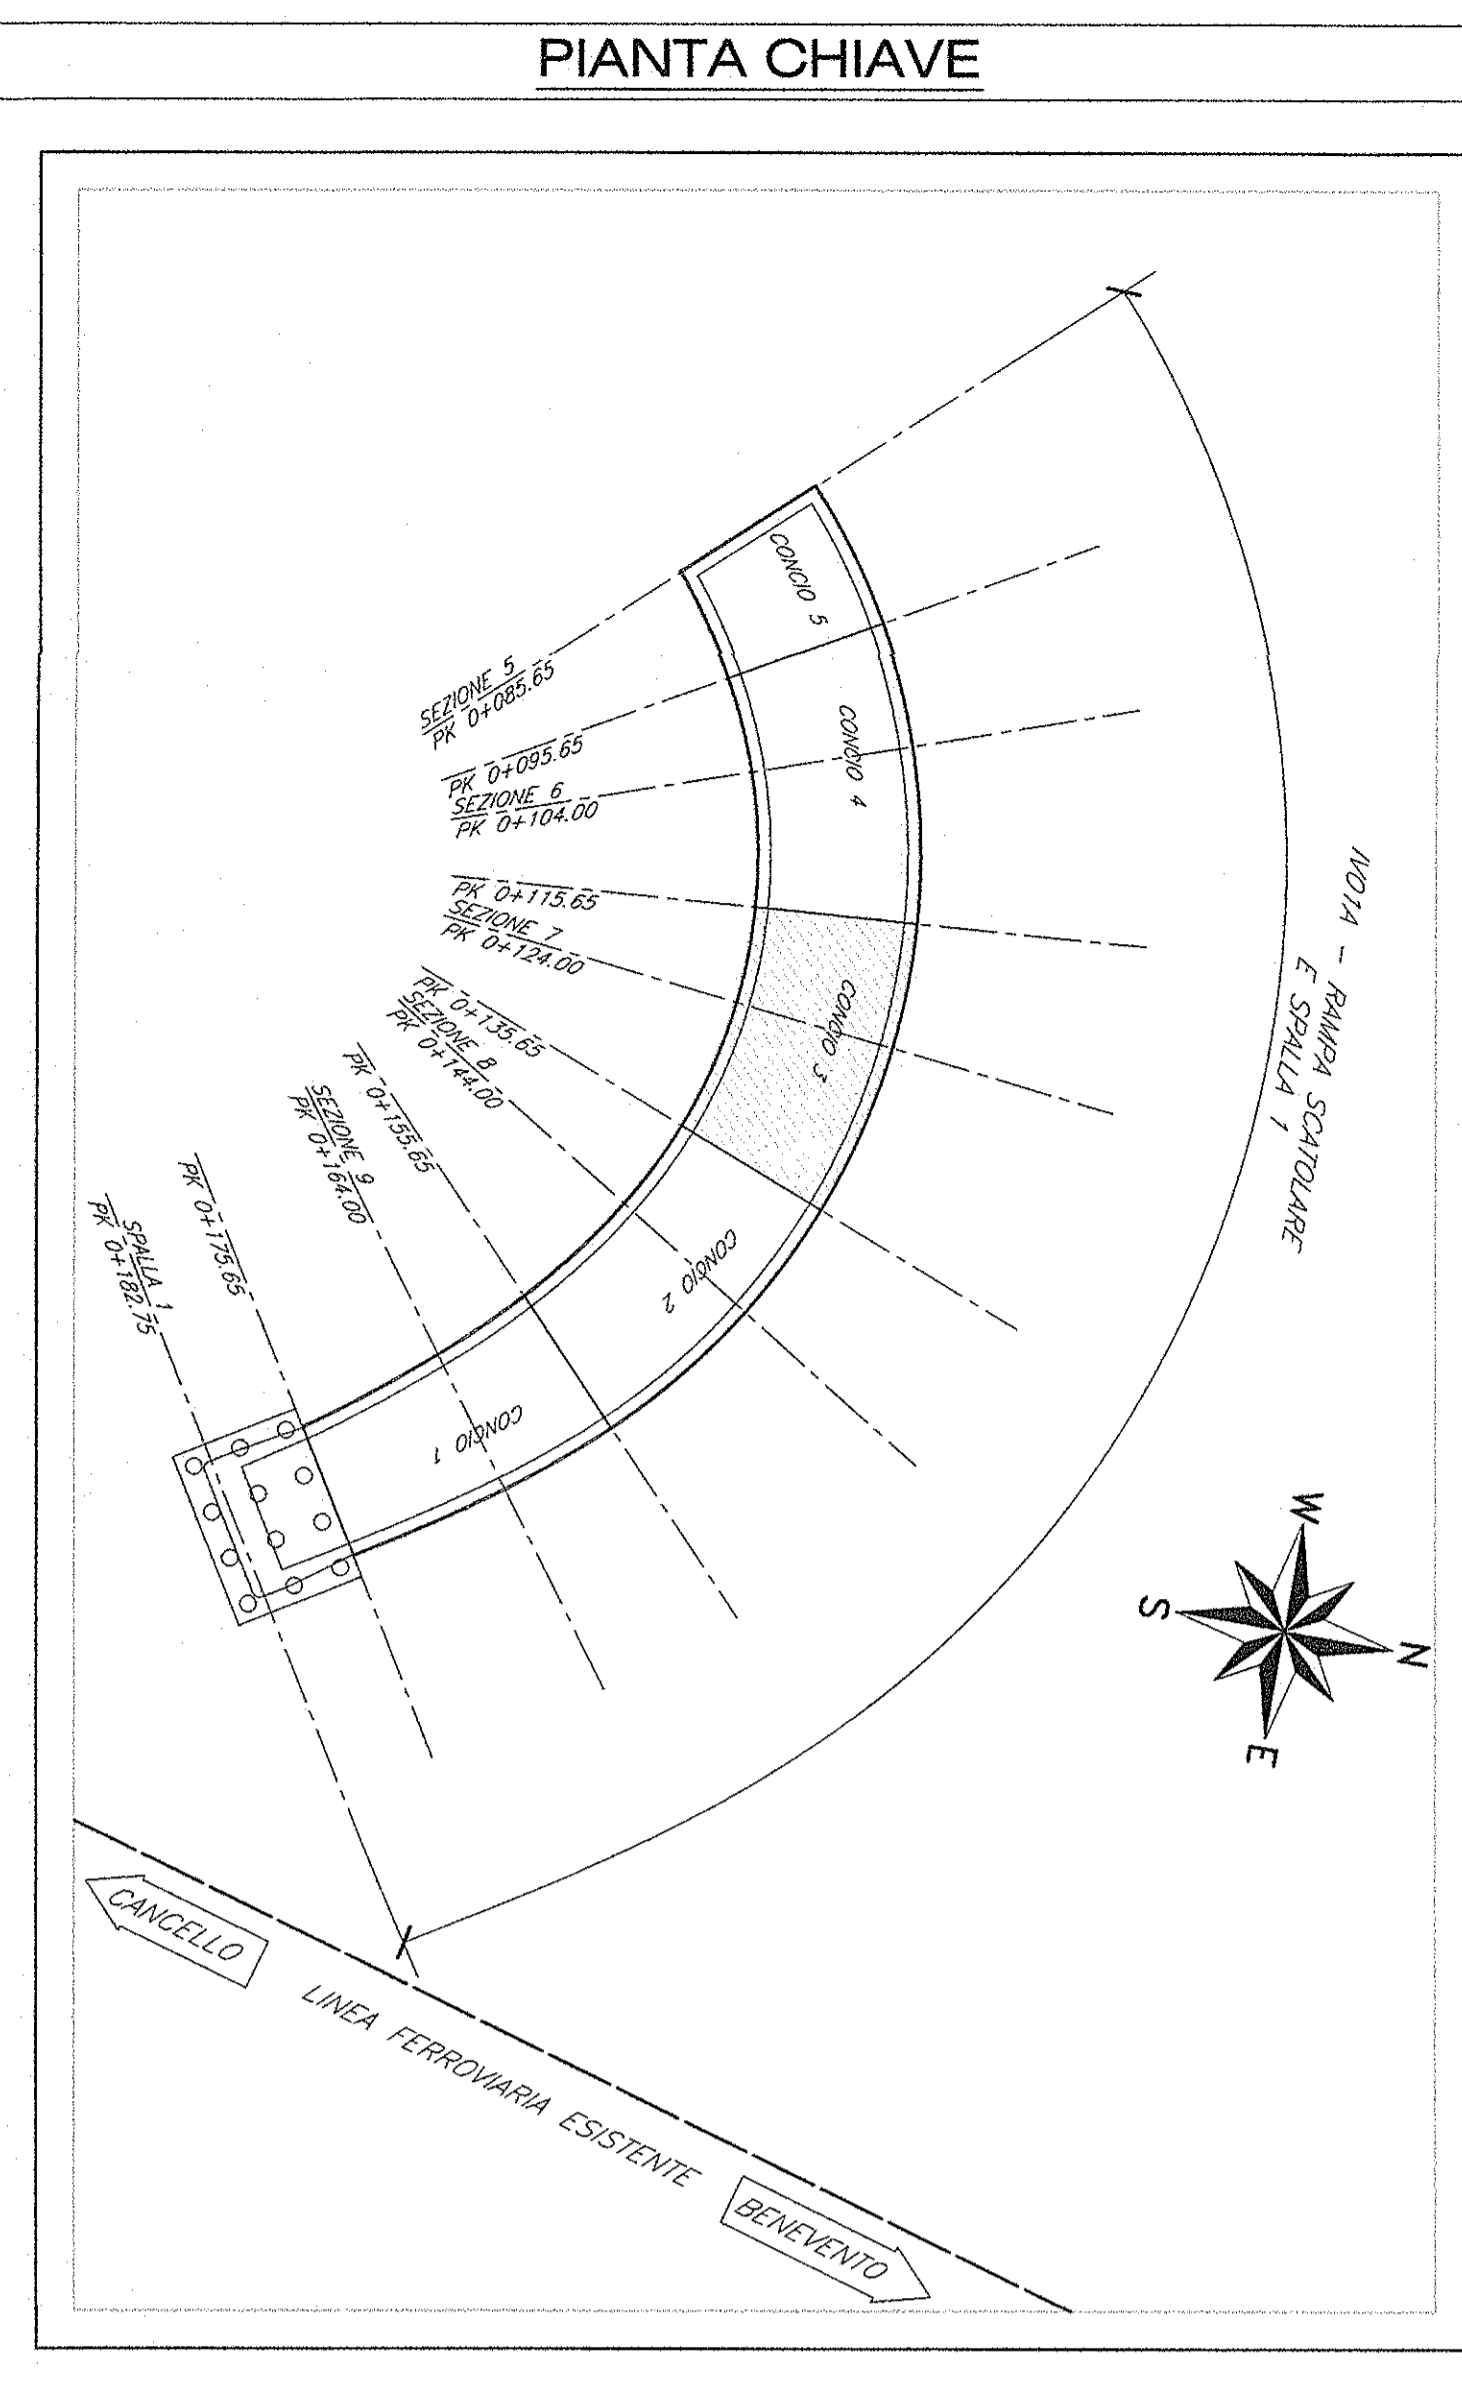 PIANTA CHIAVE
CONCIO 5
CONCIO 4
CONCIO 3
CONCIO 2
CONCIO 1
SEZIONE 5
PK 0+085.65
PK 0+095.65
SEZIONE 6
PK 0+104.00
PK 0+115.65
SEZIONE 7
PK 0+124.00
PK 0+135.65
SEZIONE 8
PK 0+144.00
PK 0+155.65
SEZIONE 9
PK 0+164.00
PK 0+175.65
SPALLA 1
PK 0+182.75
IV01A - RAMPA SCATOLARE
E SPALLA 1
W
N
S
E
CANCELLO
LINEA FERROVIARIA ESISTENTE
BENEVENTO